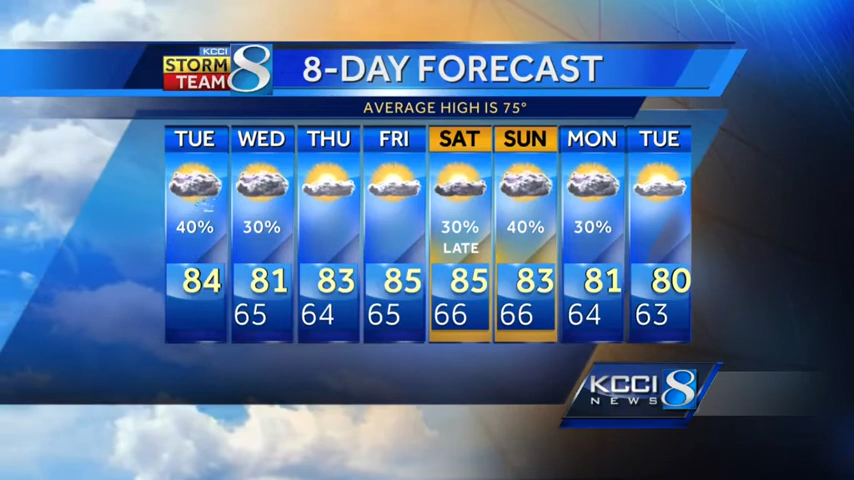 KCCI
STORM
TEAM 8
8-DAY FORECAST
AVERAGE HIGH IS 75°
TUE WED THU FRI SAT SUN MON TUE
40% 30% 30% 40% 30%
LATE
84 81 83 85 85 83 81 80
65 64 65 66 66 64 63
KCCI 8
NEWS